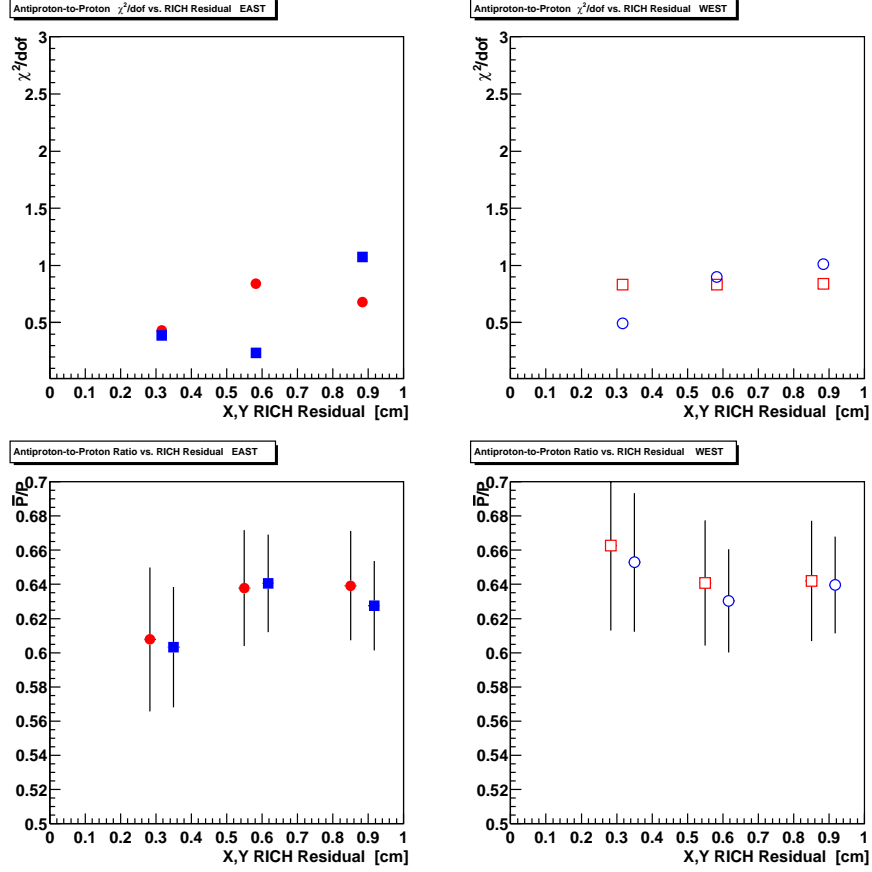 Antiproton-to-Proton χ²/dof vs. RICH Residual EAST
χ²/dof
3
2.5
2
1.5
1
0.5
0 0.1 0.2 0.3 0.4 0.5 0.6 0.7 0.8 0.9 1
X,Y RICH Residual [cm]
Antiproton-to-Proton χ²/dof vs. RICH Residual WEST
χ²/dof
3
2.5
2
1.5
1
0.5
0 0.1 0.2 0.3 0.4 0.5 0.6 0.7 0.8 0.9 1
X,Y RICH Residual [cm]
Antiproton-to-Proton Ratio vs. RICH Residual EAST
P̅/P
0.7
0.68
0.66
0.64
0.62
0.6
0.58
0.56
0.54
0.52
0.5
0 0.1 0.2 0.3 0.4 0.5 0.6 0.7 0.8 0.9 1
X,Y RICH Residual [cm]
Antiproton-to-Proton Ratio vs. RICH Residual WEST
P̅/P
0.7
0.68
0.66
0.64
0.62
0.6
0.58
0.56
0.54
0.52
0.5
0 0.1 0.2 0.3 0.4 0.5 0.6 0.7 0.8 0.9 1
X,Y RICH Residual [cm]